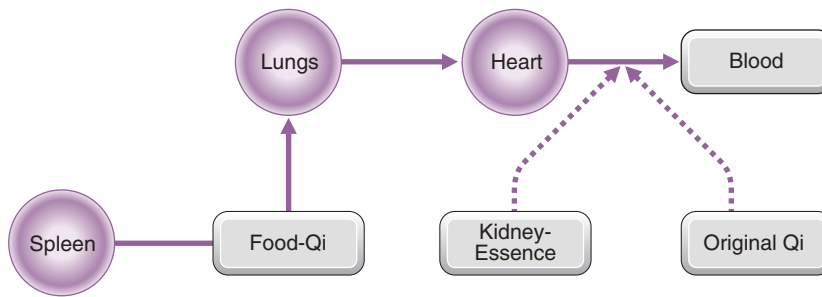 Lungs
Heart
Blood
Spleen
Food-Qi
Kidney-
Essence
Original Qi